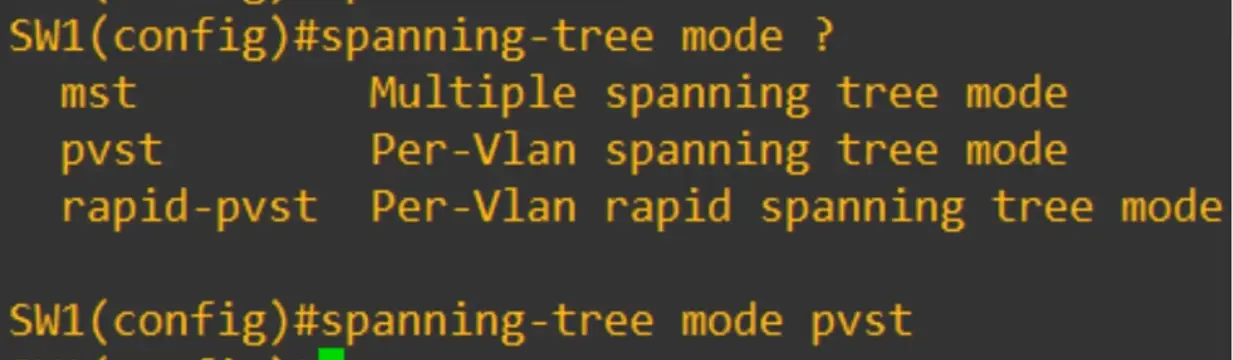 SW1(config)#spanning-tree mode ?
  mst         Multiple spanning tree mode
  pvst        Per-Vlan spanning tree mode
  rapid-pvst  Per-Vlan rapid spanning tree mode

SW1(config)#spanning-tree mode pvst